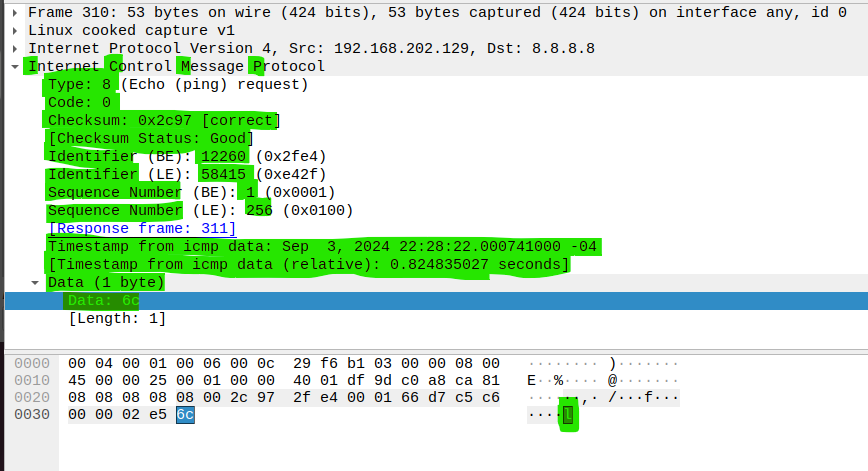 Frame 310: 53 bytes on wire (424 bits), 53 bytes captured (424 bits) on interface any, id 0
Linux cooked capture v1
Internet Protocol Version 4, Src: 192.168.202.129, Dst: 8.8.8.8
Internet Control Message Protocol
Type: 8 (Echo (ping) request)
Code: 0
Checksum: 0x2c97 [correct]
[Checksum Status: Good]
Identifier (BE): 12260 (0x2fe4)
Identifier (LE): 58415 (0xe42f)
Sequence Number (BE): 1 (0x0001)
Sequence Number (LE): 256 (0x0100)
[Response frame: 311]
Timestamp from icmp data: Sep  3, 2024 22:28:22.000741000 -04
[Timestamp from icmp data (relative): 0.824835027 seconds]
Data (1 byte)
Data: 6c
[Length: 1]
0000 00 04 00 01 00 06 00 0c 29 f6 b1 03 00 00 08 00 ········ )·······
0010 45 00 00 25 00 01 00 00 40 01 df 9d c0 a8 ca 81 E··%···· @·······
0020 08 08 08 08 08 00 2c 97 2f e4 00 01 66 d7 c5 c6 ······,· /···f···
0030 00 00 02 e5 6c ····l